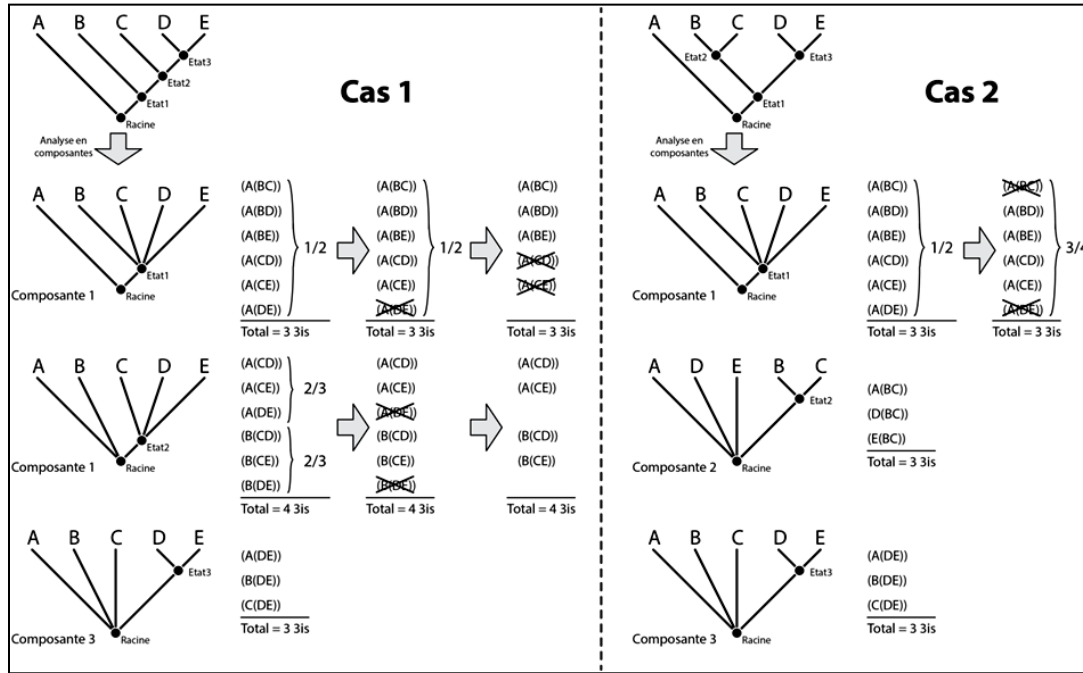 A B C D E
Etat3
Etat2
Etat1
Racine
Cas 1
Analyse en
composantes
A B C D E
Etat1
Racine
Composante 1
(A(BC))
(A(BD))
(A(BE))
(A(CD))
(A(CE))
(A(DE))
1/2
Total = 3 3is
(A(BC))
(A(BD))
(A(BE))
(A(CD))
(A(CE))
(A(DE))
1/2
Total = 3 3is
(A(BC))
(A(BD))
(A(BE))
(A(CD))
(A(CE))
Total = 3 3is
A B C D E
Etat2
Racine
Composante 1
(A(CD))
(A(CE))
(A(DE))
2/3
(B(CD))
(B(CE))
(B(DE))
2/3
Total = 4 3is
(A(CD))
(A(CE))
(A(DE))
(B(CD))
(B(CE))
(B(DE))
Total = 4 3is
(A(CD))
(A(CE))
(B(CD))
(B(CE))
Total = 4 3is
A B C D E
Etat3
Racine
Composante 3
(A(DE))
(B(DE))
(C(DE))
Total = 3 3is
A B C D E
Etat2
Etat3
Etat1
Racine
Cas 2
Analyse en
composantes
A B C D E
Etat1
Racine
Composante 1
(A(BC))
(A(BD))
(A(BE))
(A(CD))
(A(CE))
(A(DE))
1/2
Total = 3 3is
(A(BC))
(A(BD))
(A(BE))
(A(CD))
(A(CE))
(A(DE))
3/4
Total = 3 3is
A D E B C
Etat2
Racine
Composante 2
(A(BC))
(D(BC))
(E(BC))
Total = 3 3is
A B C D E
Etat3
Racine
Composante 3
(A(DE))
(B(DE))
(C(DE))
Total = 3 3is